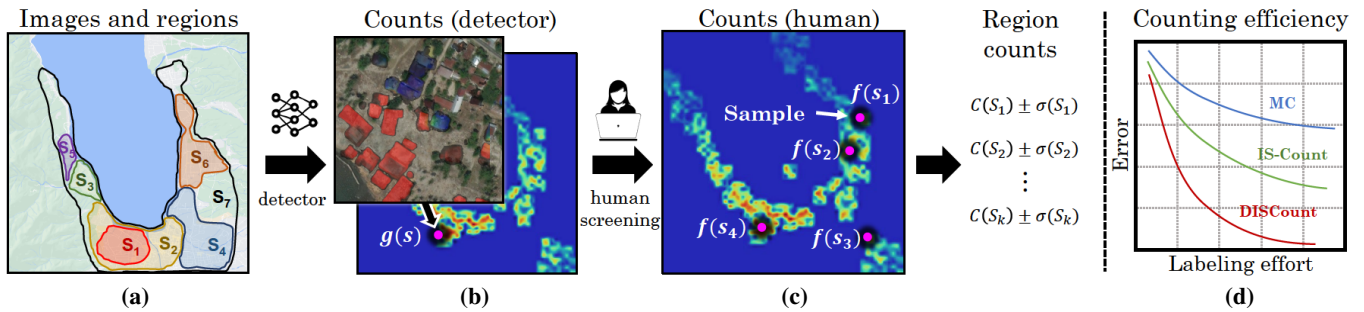 Images and regions
S5
S3
S1
S2
S6
S7
S4
(a)
detector
Counts (detector)
g(s)
(b)
human
screening
Counts (human)
Sample
f(s1)
f(s2)
f(s4)
f(s3)
(c)
Region
counts
C(S1) ± σ(S1)
C(S2) ± σ(S2)
⋮
C(Sk) ± σ(Sk)
Counting efficiency
Error
MC
IS-Count
DISCount
Labeling effort
(d)